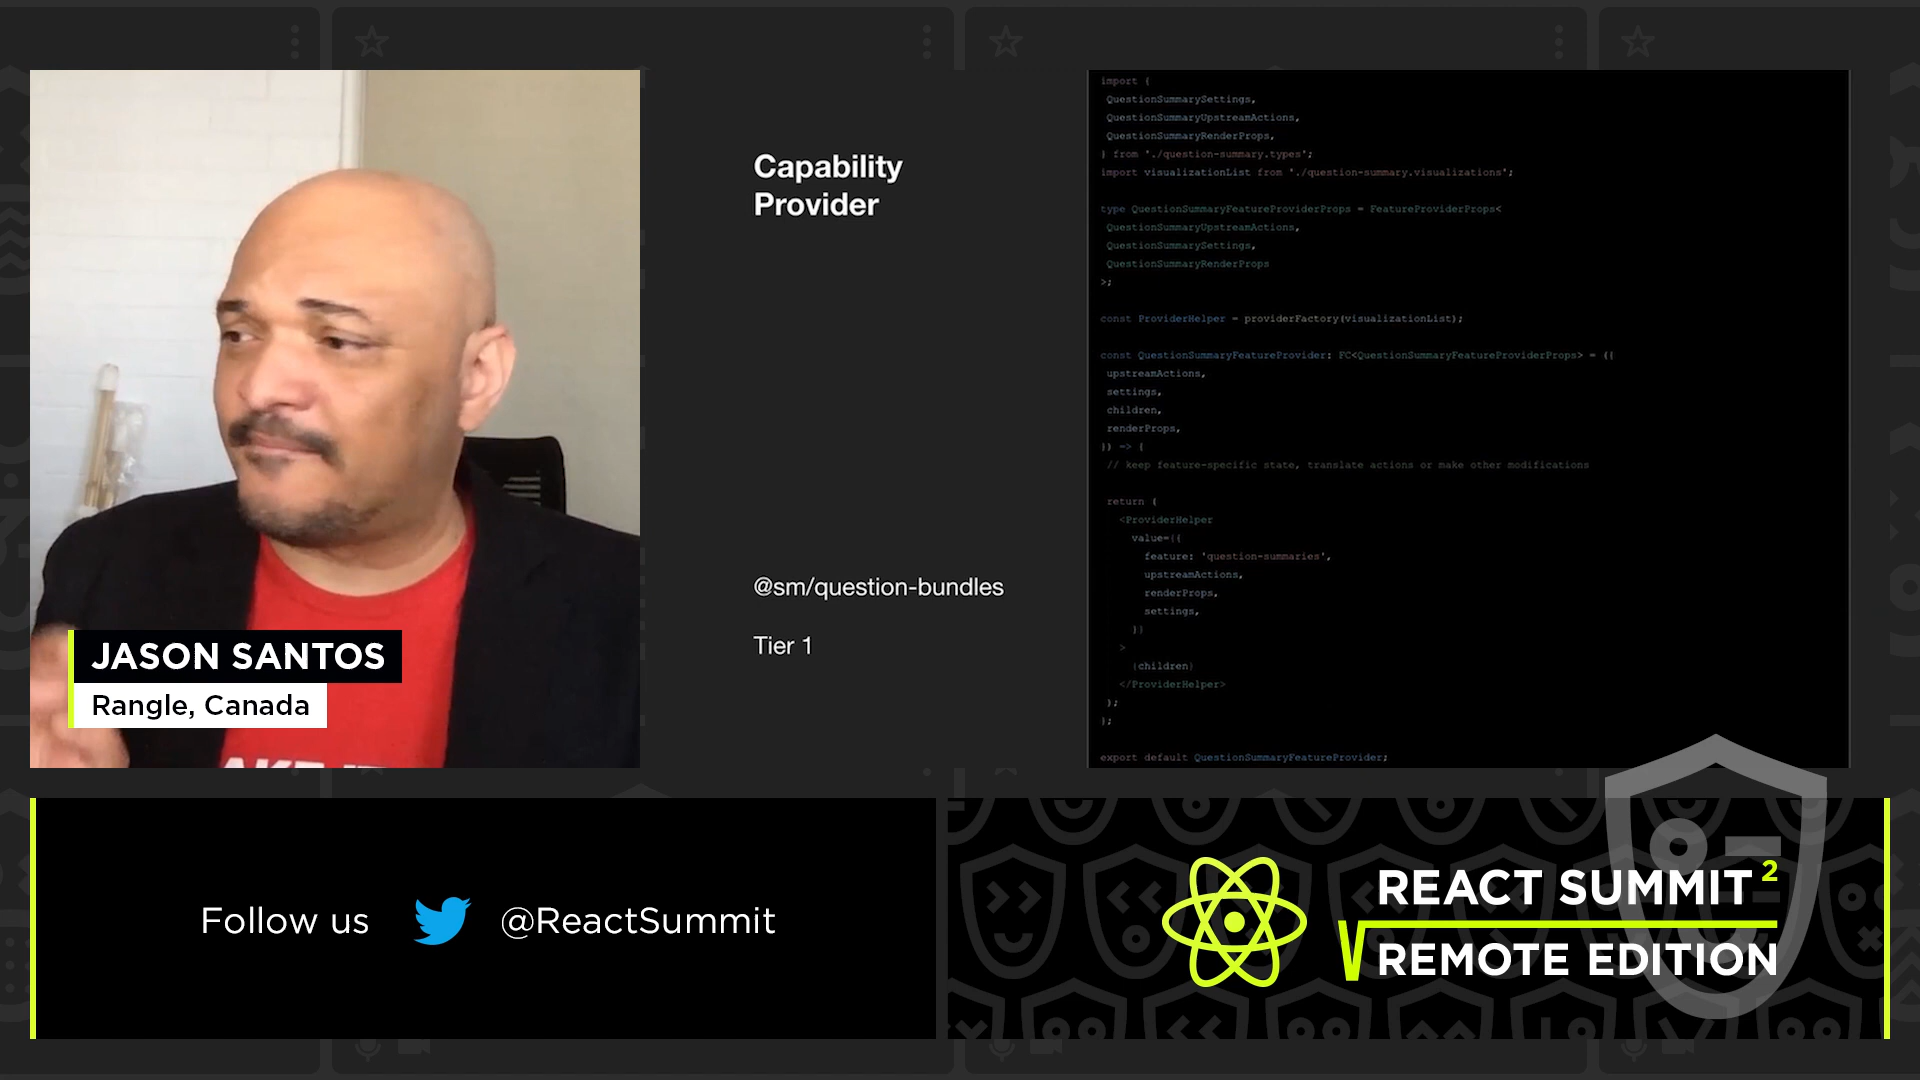 Capability
Provider
@sm/question-bundles
Tier 1
import {
QuestionSummarySettings,
QuestionSummaryUpstreamActions,
QuestionSummaryRenderProps,
} from './question-summary.types';
import visualizationList from './question-summary.visualizations';
type QuestionSummaryFeatureProviderProps = FeatureProviderProps<
QuestionSummaryUpstreamActions,
QuestionSummarySettings,
QuestionSummaryRenderProps
>;
const ProviderHelper = providerFactory(visualizationList);
const QuestionSummaryFeatureProvider: FC<QuestionSummaryFeatureProviderProps> = ({
upstreamActions,
settings,
children,
renderProps,
}) => {
// keep feature-specific state, translate actions or make other modifications
return (
<ProviderHelper
value={{
feature: 'question-summaries',
upstreamActions,
renderProps,
settings,
}}
>
{children}
</ProviderHelper>
);
};
export default QuestionSummaryFeatureProvider;
JASON SANTOS
Rangle, Canada
Follow us @ReactSummit
REACT SUMMIT 2
√REMOTE EDITION